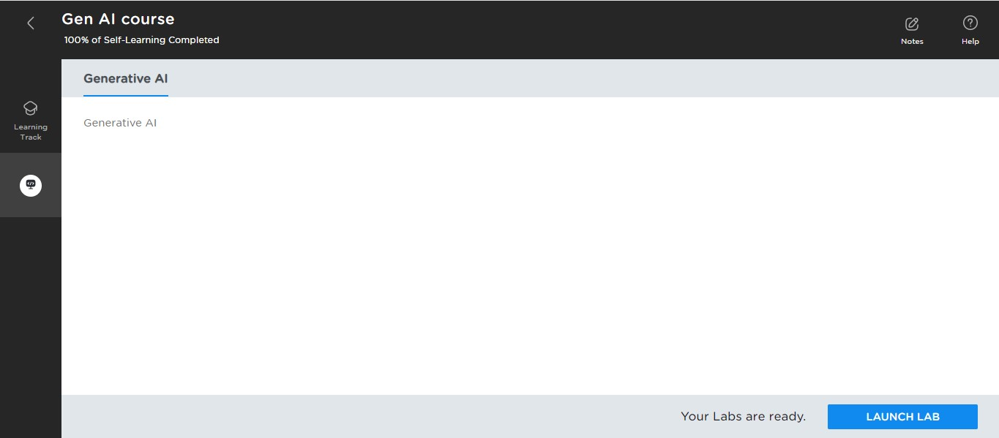 Gen AI course
100% of Self-Learning Completed
Notes
Help
Learning
Track
Generative AI
Generative AI
Your Labs are ready.
LAUNCH LAB